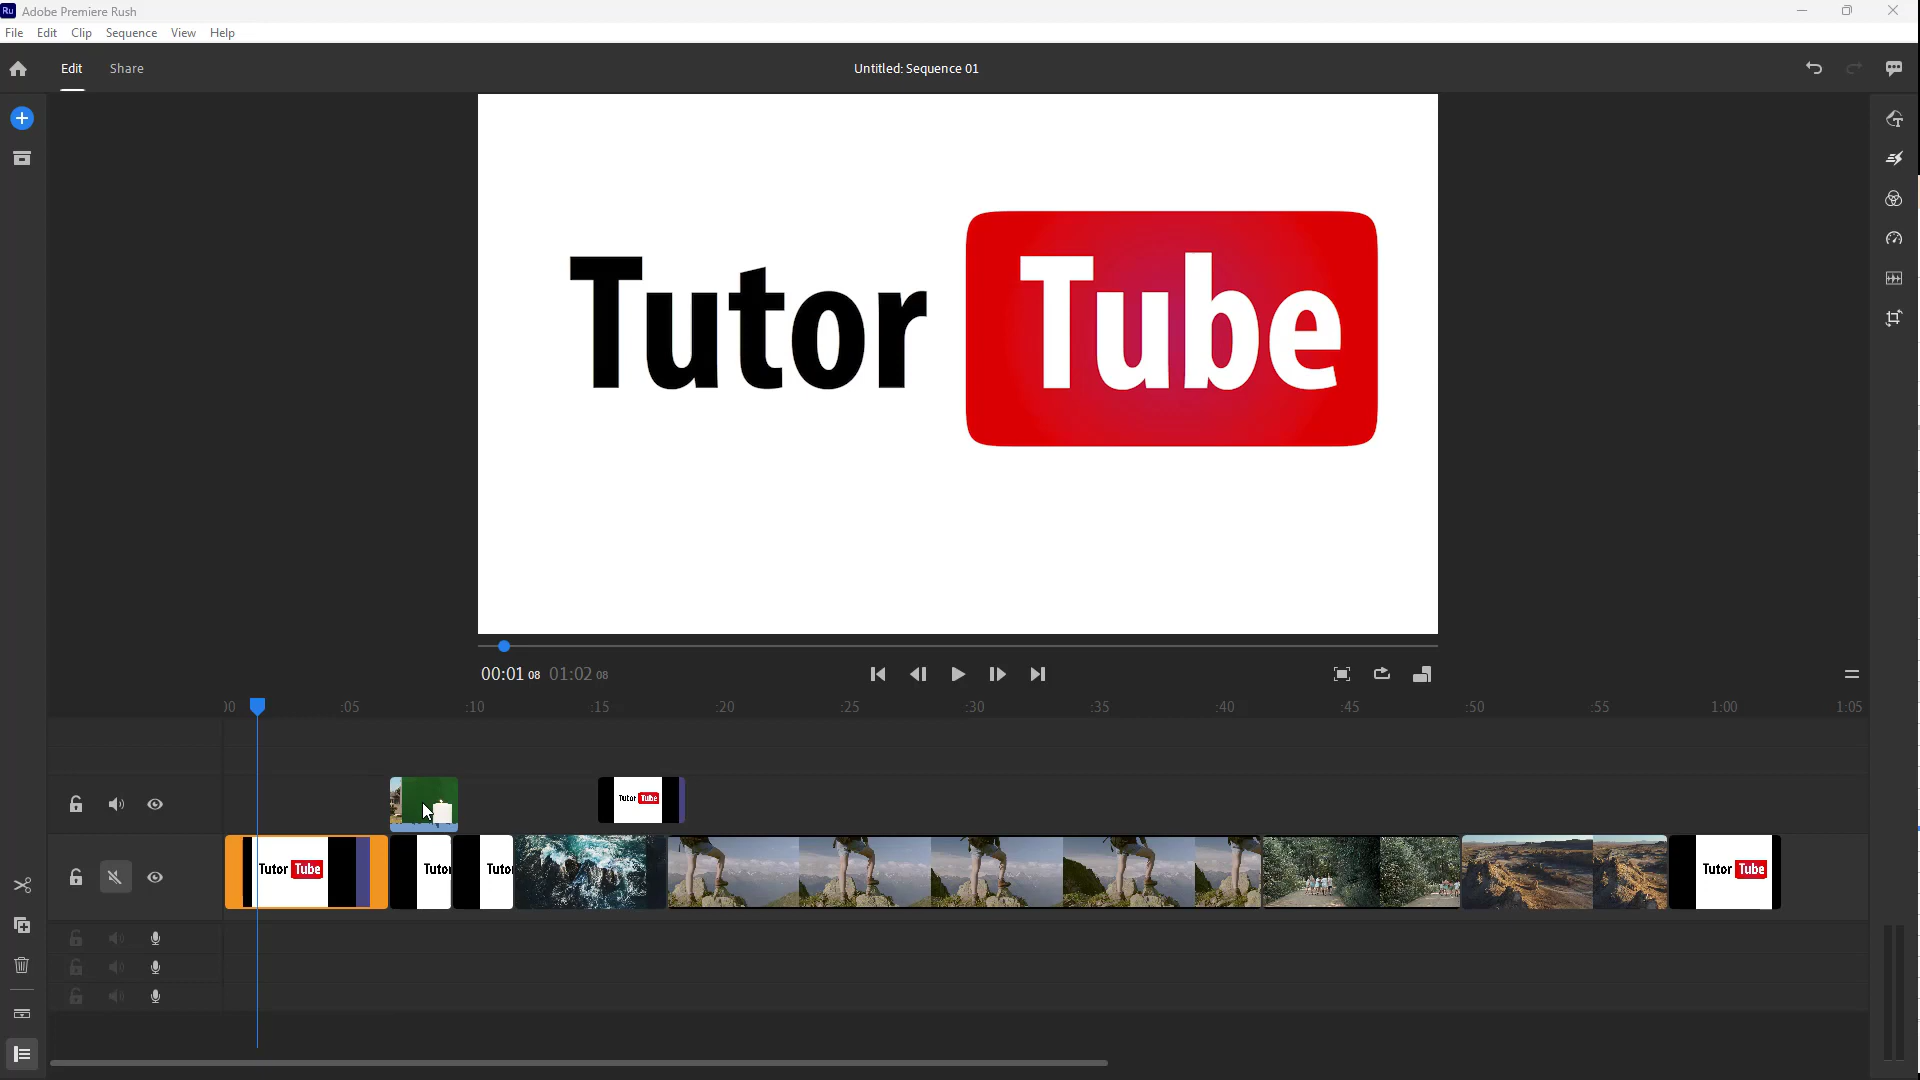 Ru Adobe Premiere Rush
File Edit Clip Sequence View Help
Edit Share Untitled: Sequence 01
Tutor Tube
00:01 08 01:02 08
:05 :10 :15 :20 :25 :30 :35 :40 :45 :50 :55 1:00 1:05
Tutor Tube
Tutor Tube Tutor Tutor Tutor Tube